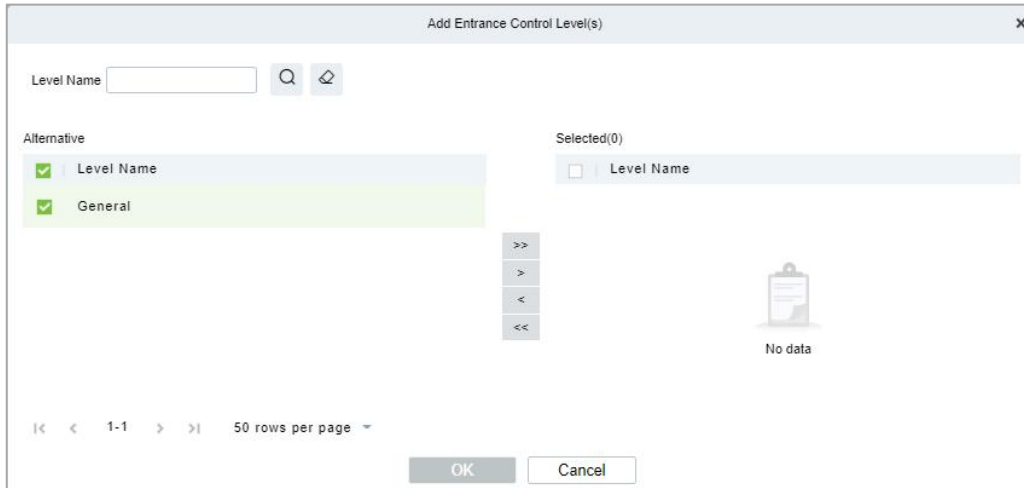 Add Entrance Control Level(s)
Level Name
Alternative
Selected(0)
Level Name
Level Name
General
>>
>
<
<<
No data
1-1
50 rows per page
OK
Cancel